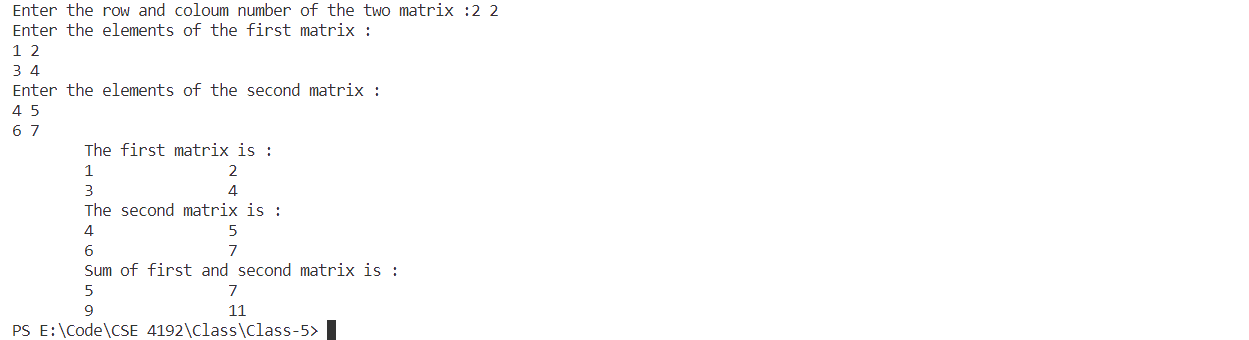 Enter the row and coloum number of the two matrix :2 2
Enter the elements of the first matrix :
1 2
3 4
Enter the elements of the second matrix :
4 5
6 7
The first matrix is :
1 2
3 4
The second matrix is :
4 5
6 7
Sum of first and second matrix is :
5 7
9 11
PS E:\Code\CSE 4192\Class\Class-5>